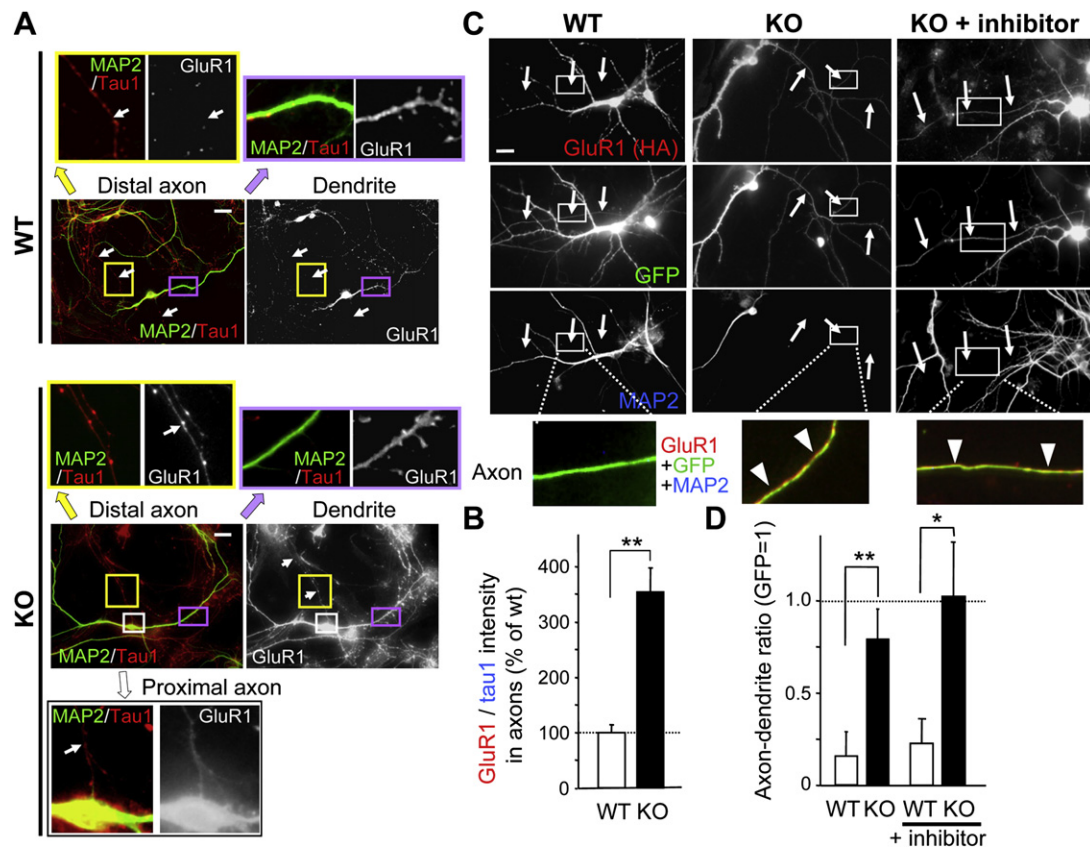 A
WT
MAP2
/Tau1
GluR1
MAP2/Tau1
GluR1
Distal axon
Dendrite
MAP2/Tau1
GluR1
KO
MAP2
/Tau1
GluR1
MAP2
/Tau1
GluR1
Distal axon
Dendrite
MAP2/Tau1
GluR1
Proximal axon
MAP2/Tau1
GluR1
C
WT
KO
KO + inhibitor
GluR1 (HA)
GFP
MAP2
Axon
GluR1
+GFP
+MAP2
B
GluR1 / tau1 intensity
in axons (% of wt)
400
300
200
100
0
**
WT KO
D
Axon-dendrite ratio (GFP=1)
1.0
0.5
0
**
*
WT KO WT KO
+ inhibitor